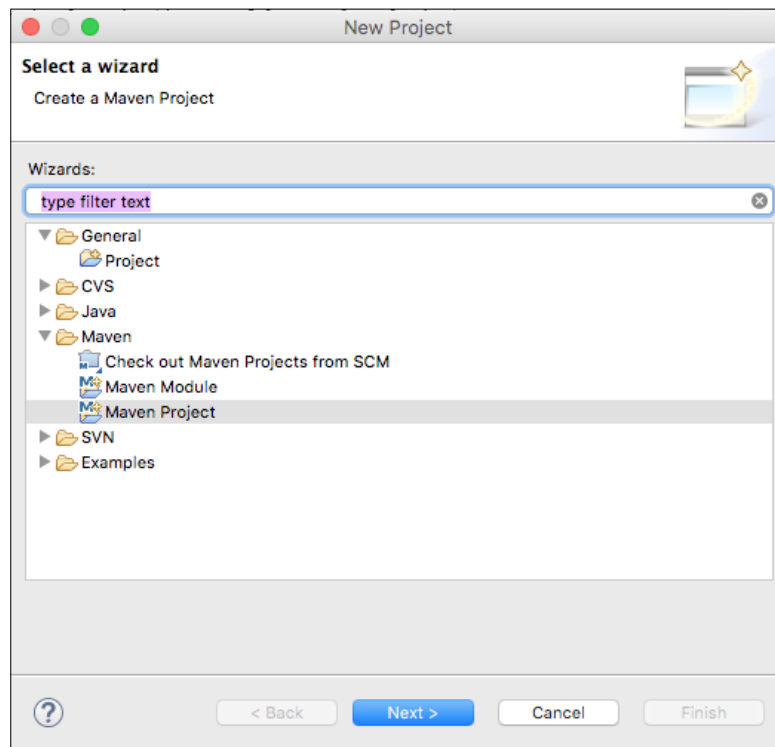 New Project
Select a wizard
Create a Maven Project
Wizards:
type filter text
General
Project
CVS
Java
Maven
Check out Maven Projects from SCM
Maven Module
Maven Project
SVN
Examples
? < Back Next > Cancel Finish